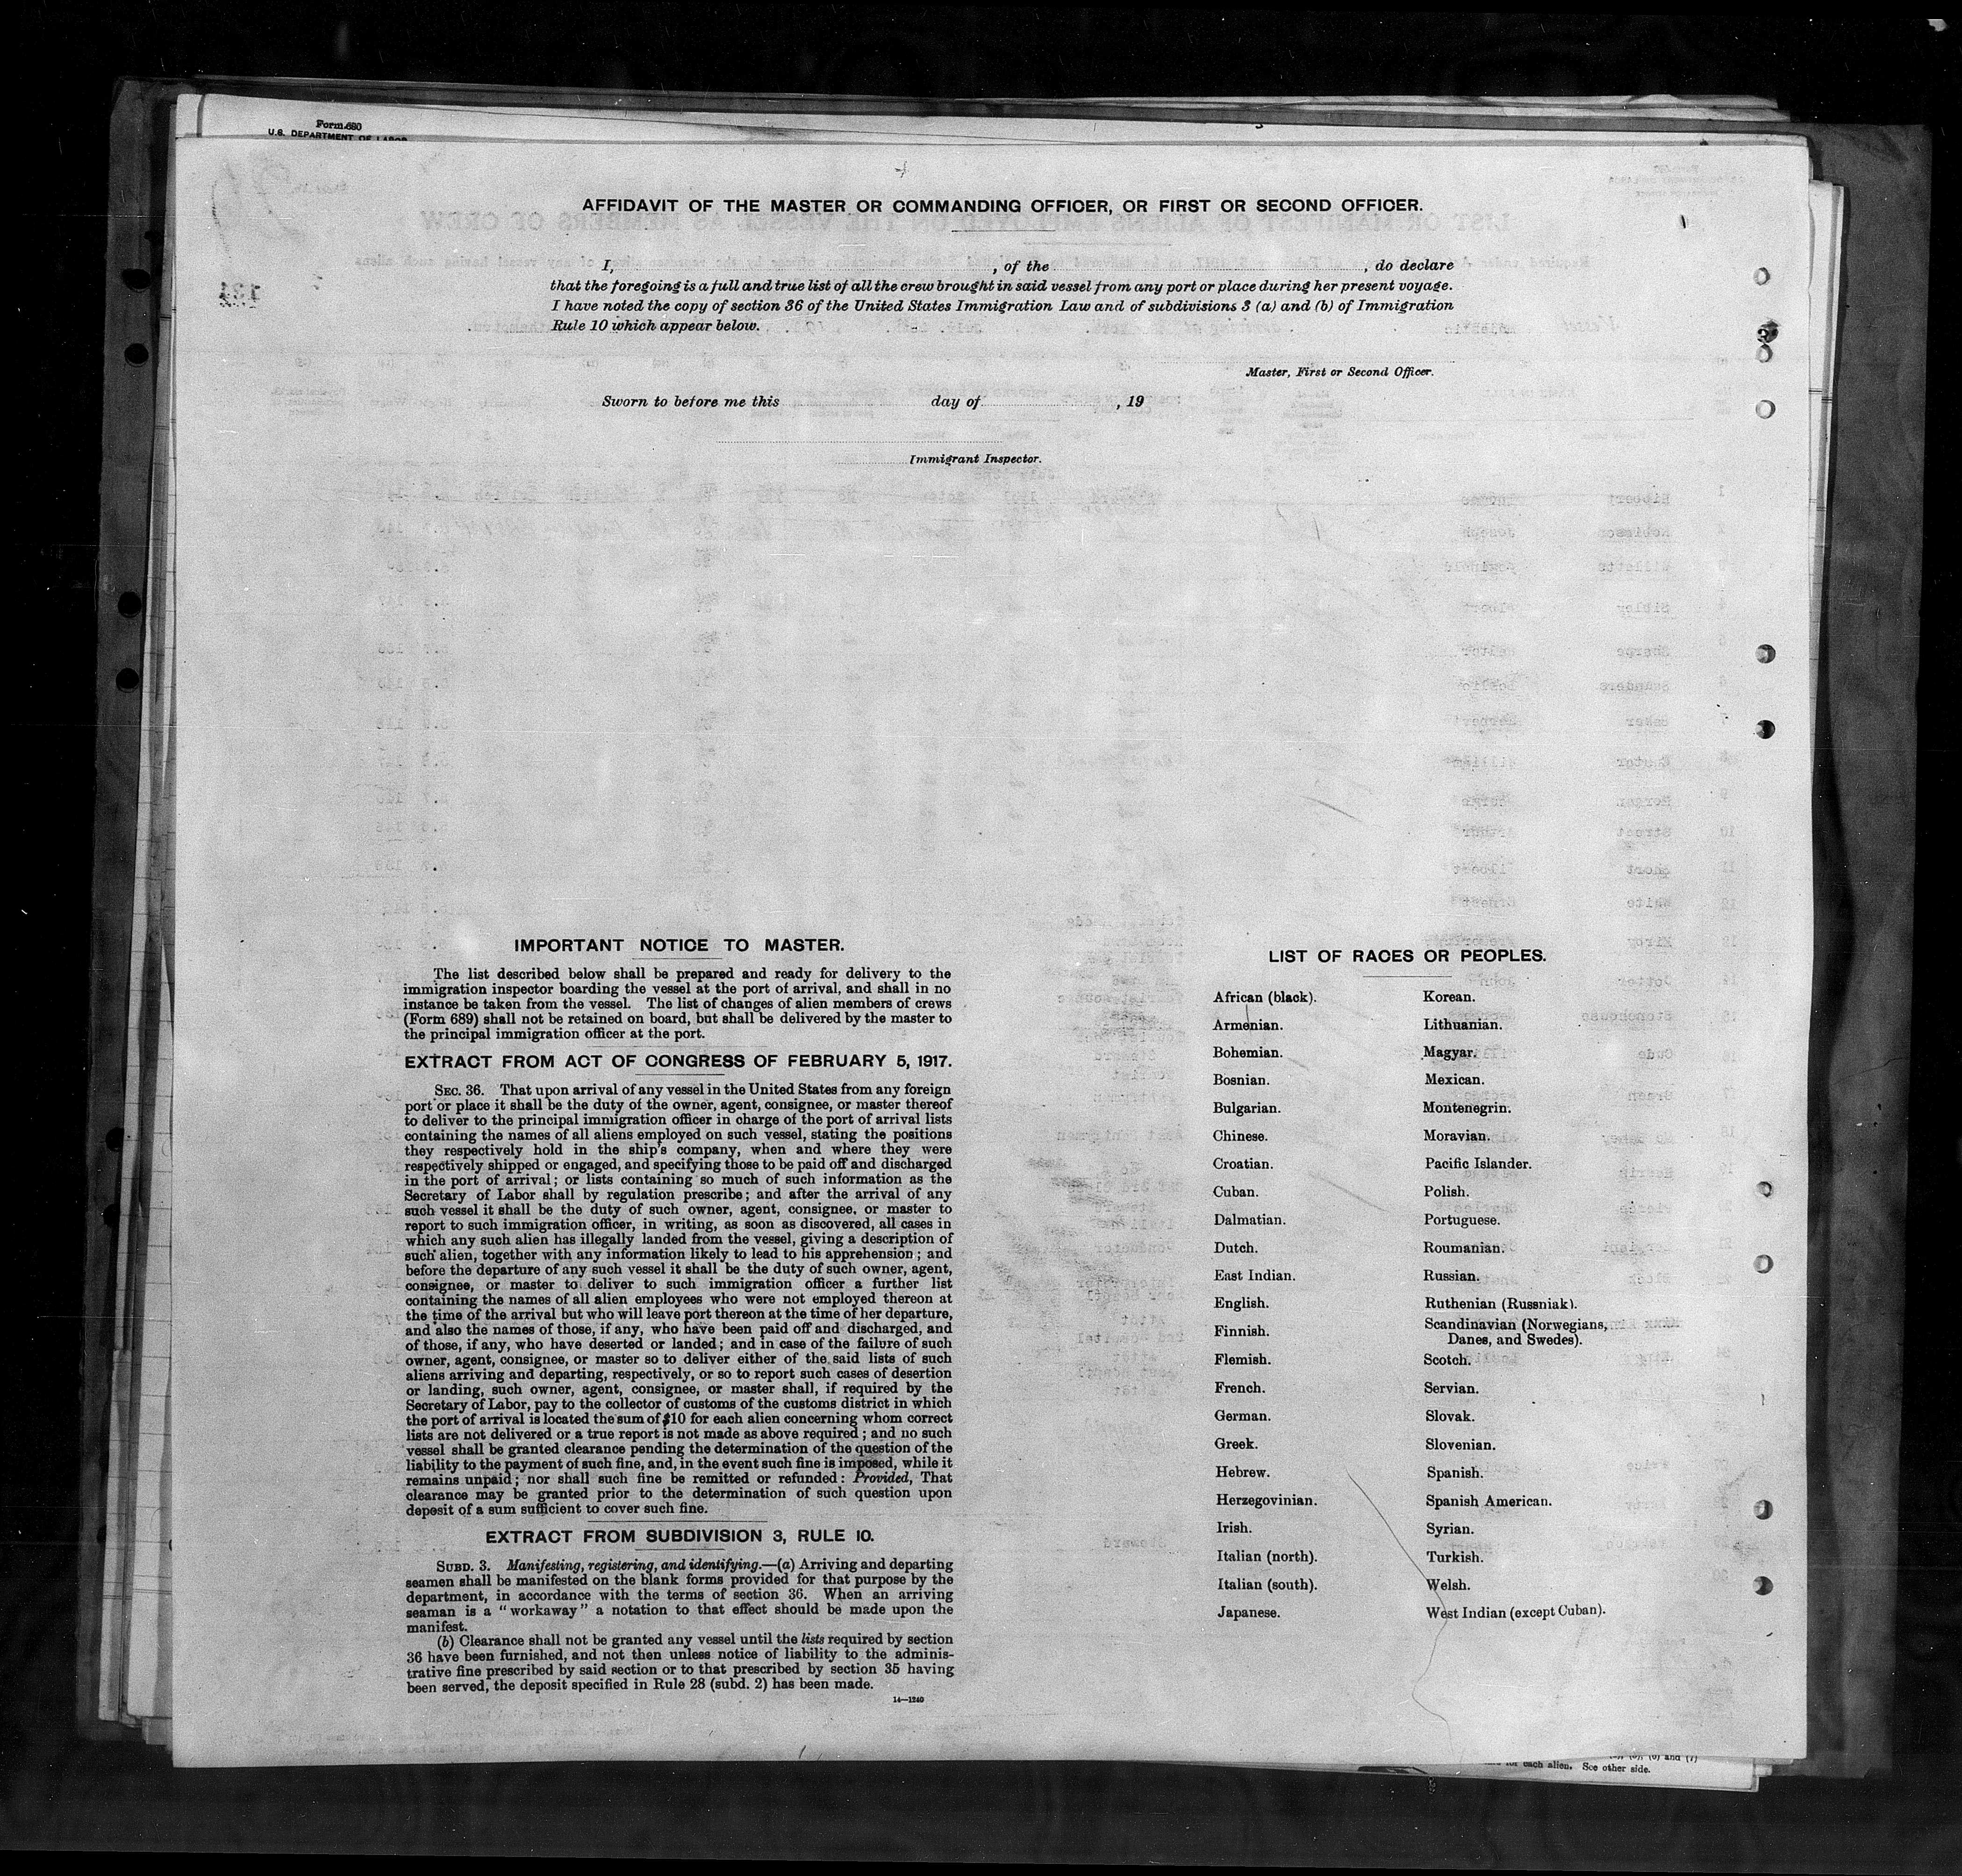 Form 680
U.S. DEPARTMENT OF LABOR
AFFIDAVIT OF THE MASTER OR COMMANDING OFFICER, OR FIRST OR SECOND OFFICER.
I, , of the , do declare
that the foregoing is a full and true list of all the crew brought in said vessel from any port or place during her present voyage.
I have noted the copy of section 36 of the United States Immigration Law and of subdivisions 3 (a) and (b) of Immigration
Rule 10 which appear below.
Master, First or Second Officer.
Sworn to before me this day of , 19
Immigrant Inspector.
IMPORTANT NOTICE TO MASTER.
The list described below shall be prepared and ready for delivery to the
immigration inspector boarding the vessel at the port of arrival, and shall in no
instance be taken from the vessel. The list of changes of alien members of crews
(Form 689) shall not be retained on board, but shall be delivered by the master to
the principal immigration officer at the port.
EXTRACT FROM ACT OF CONGRESS OF FEBRUARY 5, 1917.
SEC. 36. That upon arrival of any vessel in the United States from any foreign
port or place it shall be the duty of the owner, agent, consignee, or master thereof
to deliver to the principal immigration officer in charge of the port of arrival lists
containing the names of all aliens employed on such vessel, stating the positions
they respectively hold in the ship's company, when and where they were
respectively shipped or engaged, and specifying those to be paid off and discharged
in the port of arrival; or lists containing so much of such information as the
Secretary of Labor shall by regulation prescribe; and after the arrival of any
such vessel it shall be the duty of such owner, agent, consignee, or master to
report to such immigration officer, in writing, as soon as discovered, all cases in
which any such alien has illegally landed from the vessel, giving a description of
such alien, together with any information likely to lead to his apprehension; and
before the departure of any such vessel it shall be the duty of such owner, agent,
consignee, or master to deliver to such immigration officer a further list
containing the names of all alien employees who were not employed thereon at
the time of the arrival but who will leave port thereon at the time of her departure,
and also the names of those, if any, who have been paid off and discharged, and
of those, if any, who have deserted or landed; and in case of the failure of such
owner, agent, consignee, or master so to deliver either of the said lists of such
aliens arriving and departing, respectively, or so to report such cases of desertion
or landing, such owner, agent, consignee, or master shall, if required by the
Secretary of Labor, pay to the collector of customs of the customs district in which
the port of arrival is located the sum of $10 for each alien concerning whom correct
lists are not delivered or a true report is not made as above required; and no such
vessel shall be granted clearance pending the determination of the question of the
liability to the payment of such fine, and, in the event such fine is imposed, while it
remains unpaid; nor shall such fine be remitted or refunded: Provided, That
clearance may be granted prior to the determination of such question upon
deposit of a sum sufficient to cover such fine.
EXTRACT FROM SUBDIVISION 3, RULE 10.
SUBD. 3. Manifesting, registering, and identifying.—(a) Arriving and departing
seamen shall be manifested on the blank forms provided for that purpose by the
department, in accordance with the terms of section 36. When an arriving
seaman is a "workaway" a notation to that effect should be made upon the
manifest.
(b) Clearance shall not be granted any vessel until the lists required by section
36 have been furnished, and not then unless notice of liability to the adminis-
trative fine prescribed by said section or to that prescribed by section 35 having
been served, the deposit specified in Rule 28 (subd. 2) has been made.
14—1240
LIST OF RACES OR PEOPLES.
African (black).
Armenian.
Bohemian.
Bosnian.
Bulgarian.
Chinese.
Croatian.
Cuban.
Dalmatian.
Dutch.
East Indian.
English.
Finnish.
Flemish.
French.
German.
Greek.
Hebrew.
Herzegovinian.
Irish.
Italian (north).
Italian (south).
Japanese.
Korean.
Lithuanian.
Magyar.
Mexican.
Montenegrin.
Moravian.
Pacific Islander.
Polish.
Portuguese.
Roumanian.
Russian.
Ruthenian (Russniak).
Scandinavian (Norwegians,
Danes, and Swedes).
Scotch.
Servian.
Slovak.
Slovenian.
Spanish.
Spanish American.
Syrian.
Turkish.
Welsh.
West Indian (except Cuban).
(6) and (7)
for each alien. See other side.